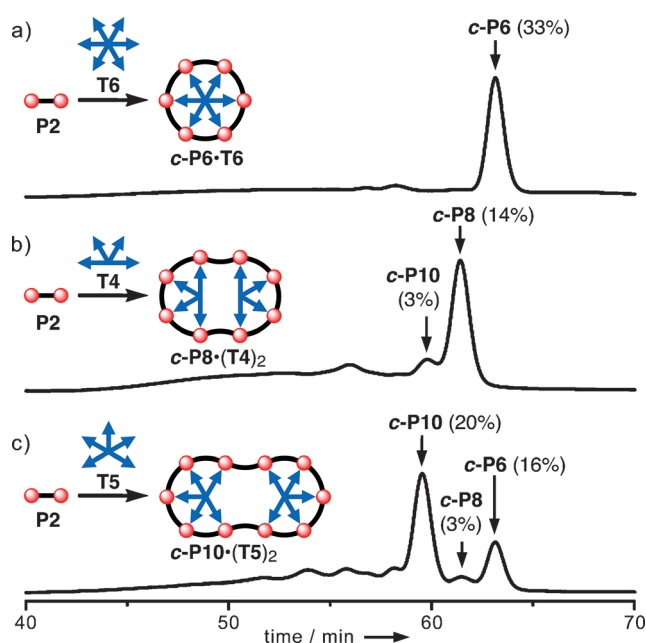 a)
T6
P2
c-P6•T6
c-P6 (33%)
b)
T4
P2
c-P8•(T4)2
c-P8 (14%)
c-P10
(3%)
c)
T5
P2
c-P10•(T5)2
c-P10 (20%)
c-P8
(3%)
c-P6 (16%)
40 50 60 70
time / min